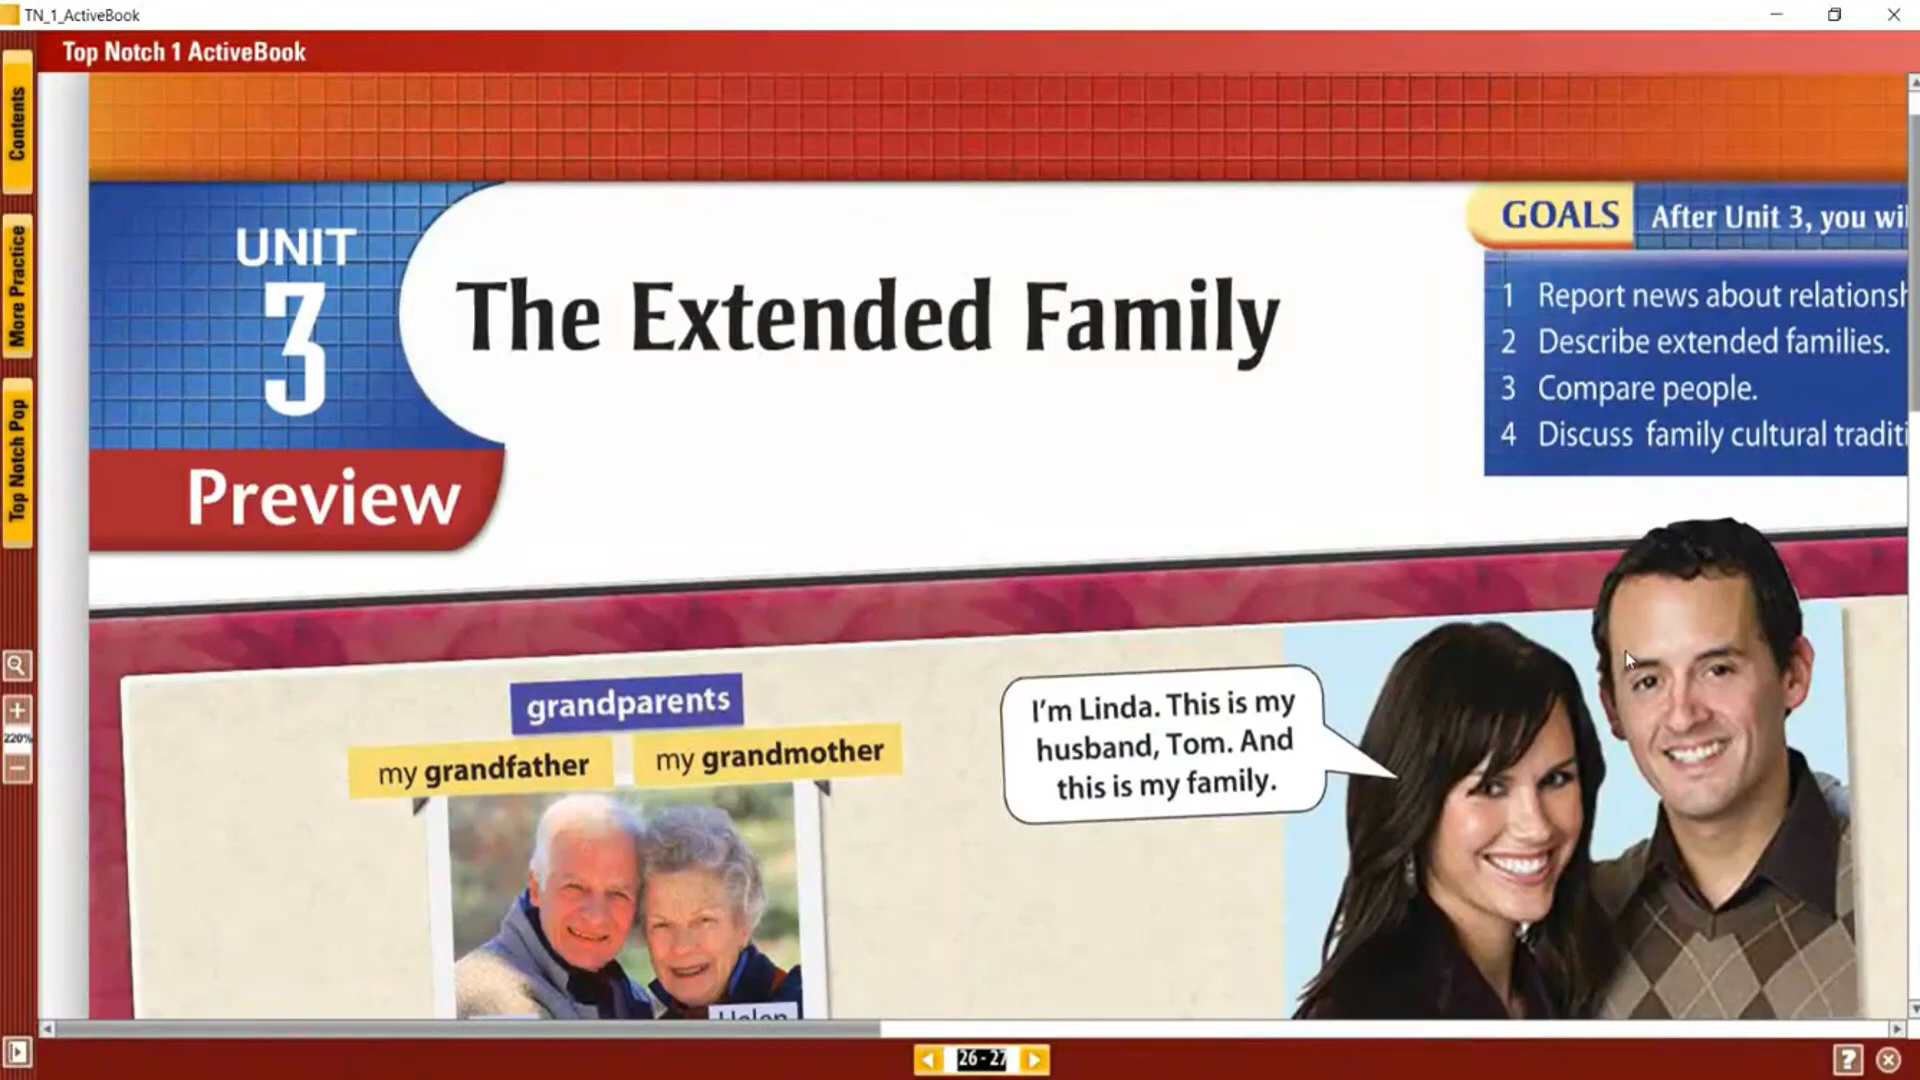 TN_1_ActiveBook
Top Notch 1 ActiveBook
Contents
More Practice
Top Notch Pop
220%
UNIT
3
The Extended Family
Preview
GOALS
After Unit 3, you wil
1 Report news about relationsh
2 Describe extended families.
3 Compare people.
4 Discuss family cultural traditi
grandparents
my grandfather
my grandmother
I'm Linda. This is my
husband, Tom. And
this is my family.
Helen
26 - 27
?